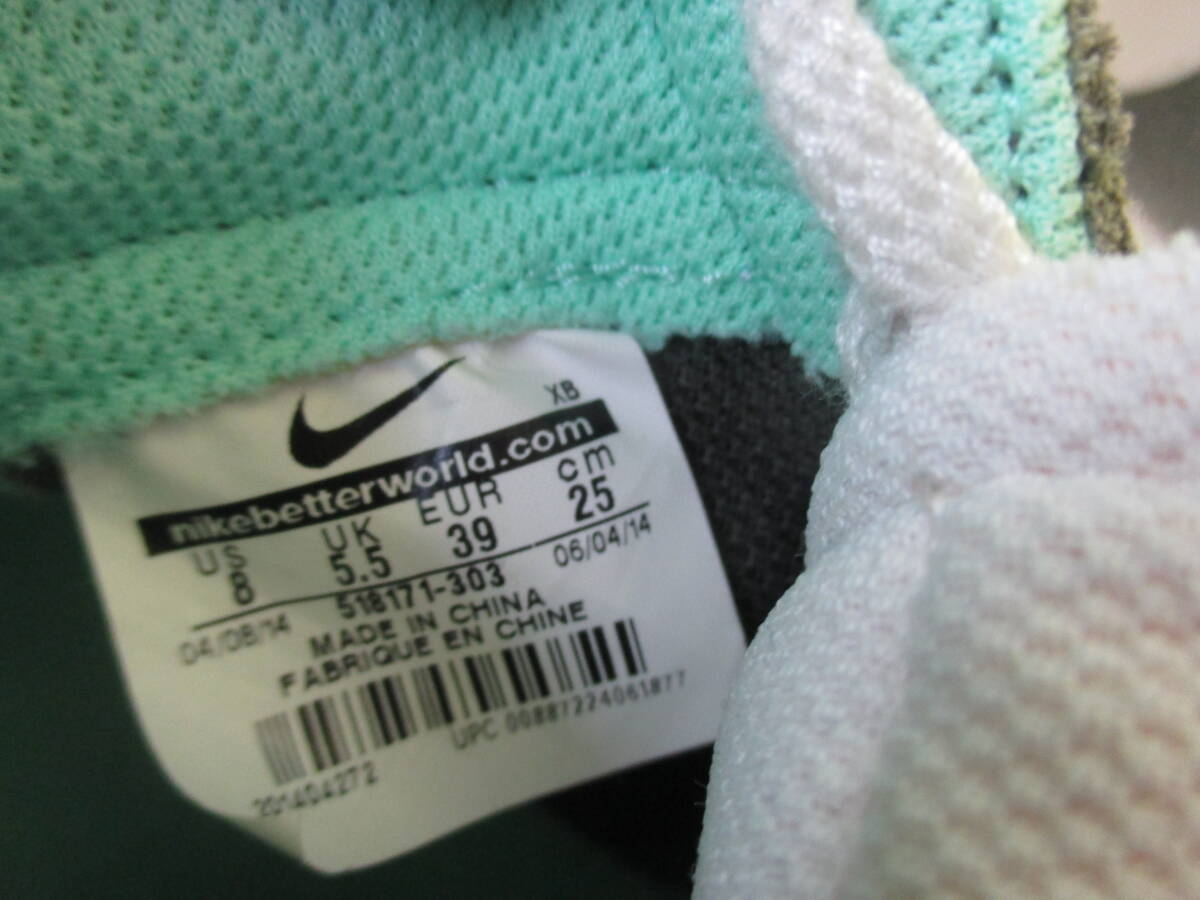 XB
nikebetterworld.com
US UK EUR cm
8 5.5 39 25
04/08/14 518171-303 06/04/14
MADE IN CHINA
FABRIQUE EN CHINE
UPC 00887224061877
201404272